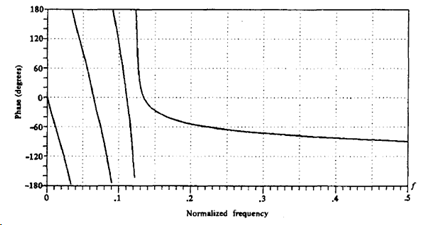 180
120
60
0
-60
-120
-180
Phase (degrees)
0 .1 .2 .3 .4 .5
f
Normalized frequency